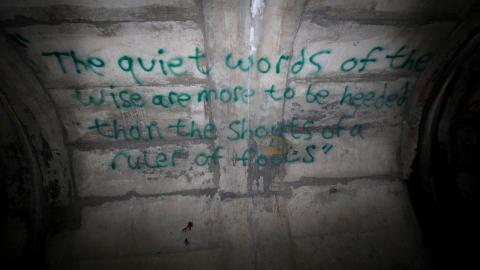 "The quiet words of the
wise are more to be heeded
than the shouts of a
ruler of fools"